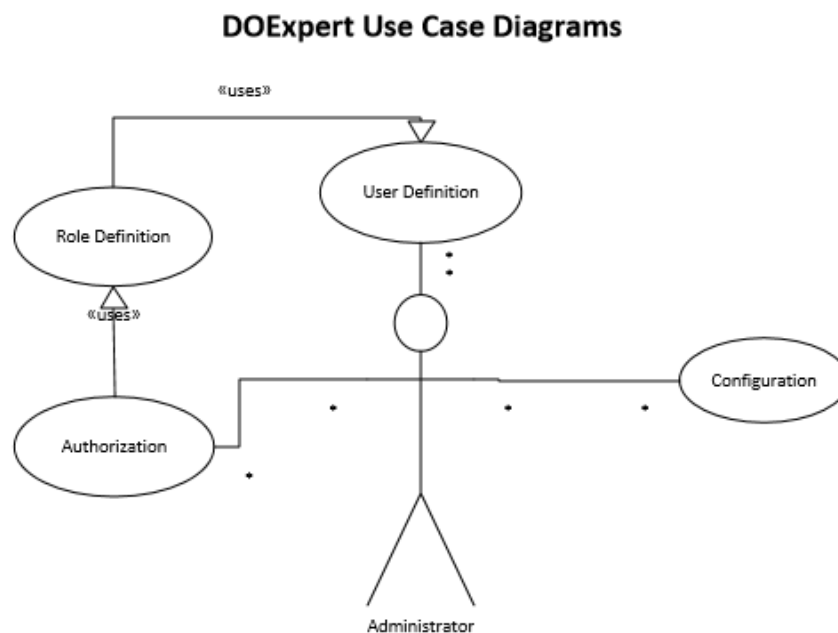 DOExpert Use Case Diagrams
«uses»
User Definition
Role Definition
*
*
«uses»
Configuration
* * *
Authorization
*
Administrator